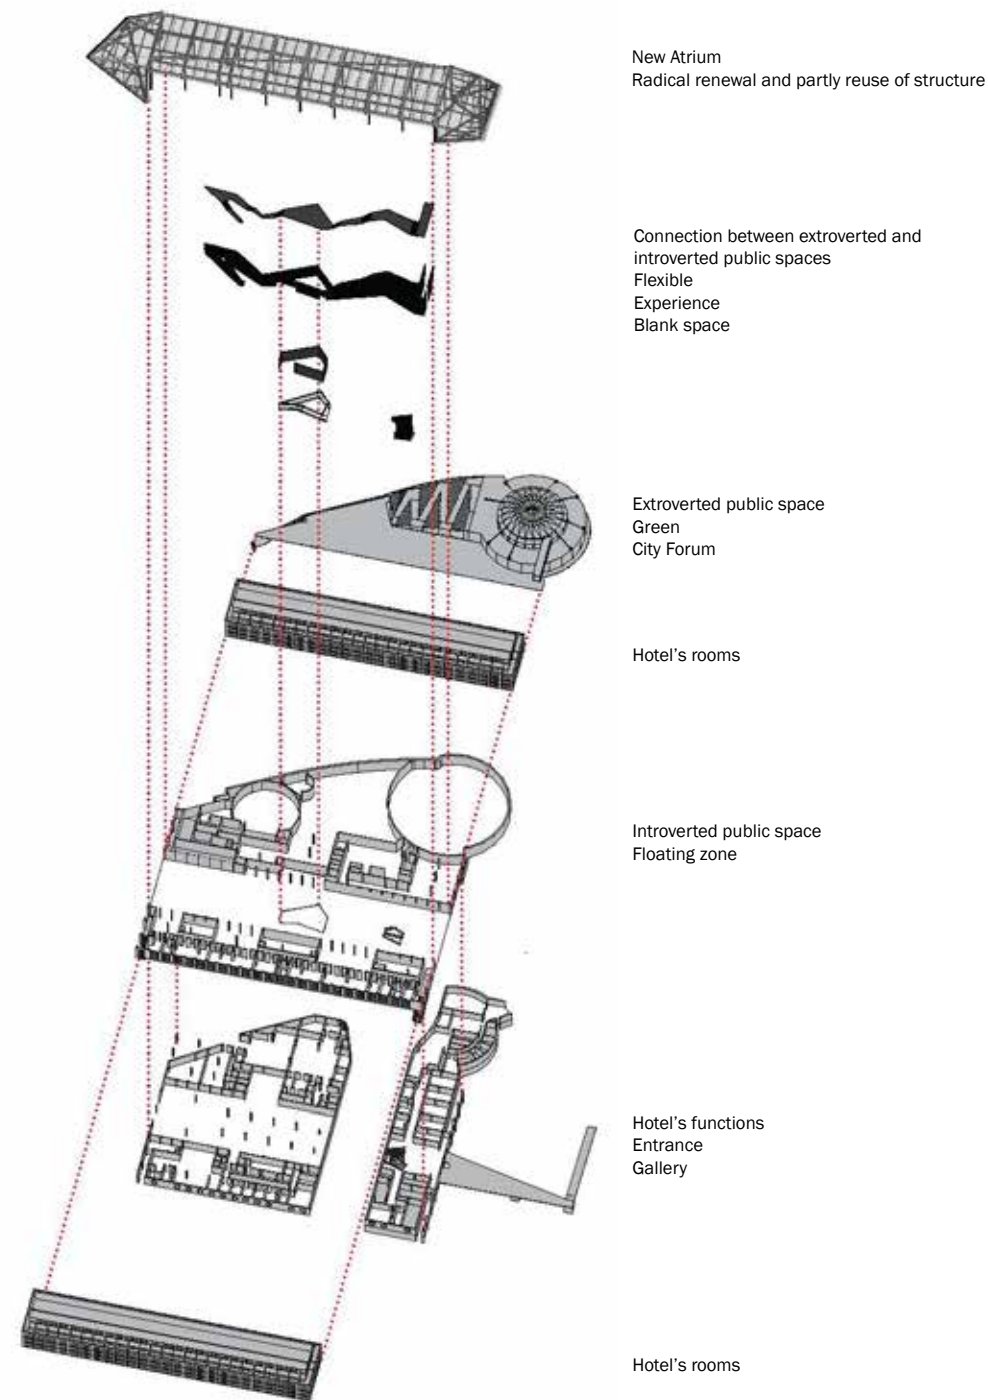 New Atrium
Radical renewal and partly reuse of structure
Connection between extroverted and
introverted public spaces
Flexible
Experience
Blank space
Extroverted public space
Green
City Forum
Hotel's rooms
Introverted public space
Floating zone
Hotel's functions
Entrance
Gallery
Hotel's rooms